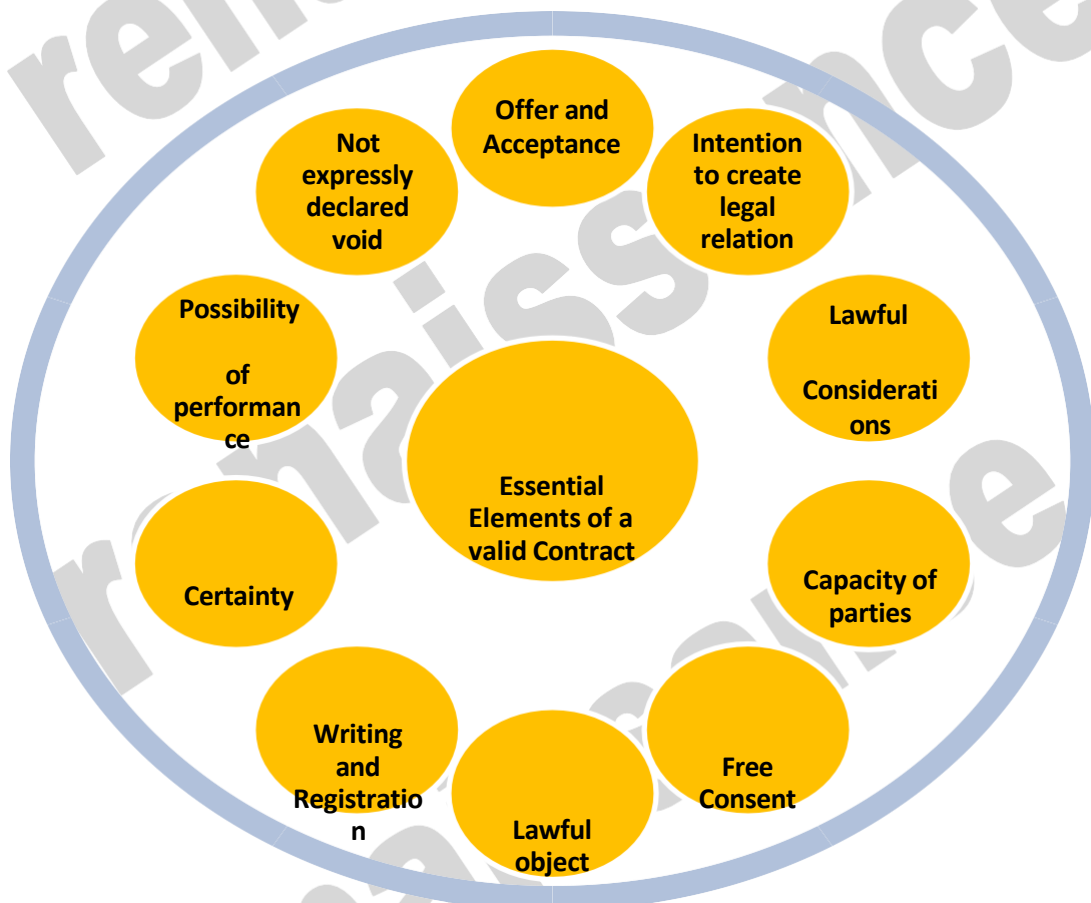 Offer and
Acceptance
Intention
to create
legal
relation
Lawful
Considerati
ons
Capacity of
parties
Free
Consent
Lawful
object
Writing
and
Registratio
n
Certainty
Possibility
of
performan
ce
Not
expressly
declared
void
Essential
Elements of a
valid Contract
renaissance